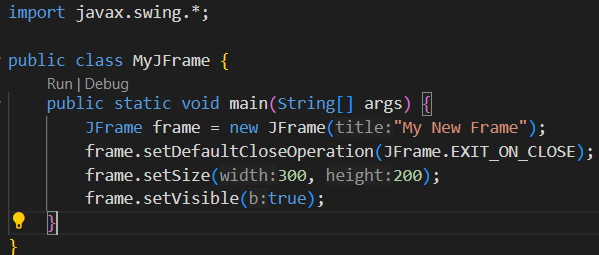 import javax.swing.*;
public class MyJFrame {
Run | Debug
public static void main(String[] args) {
JFrame frame = new JFrame(title:"My New Frame");
frame.setDefaultCloseOperation(JFrame.EXIT_ON_CLOSE);
frame.setSize(width:300, height:200);
frame.setVisible(b:true);
}
}